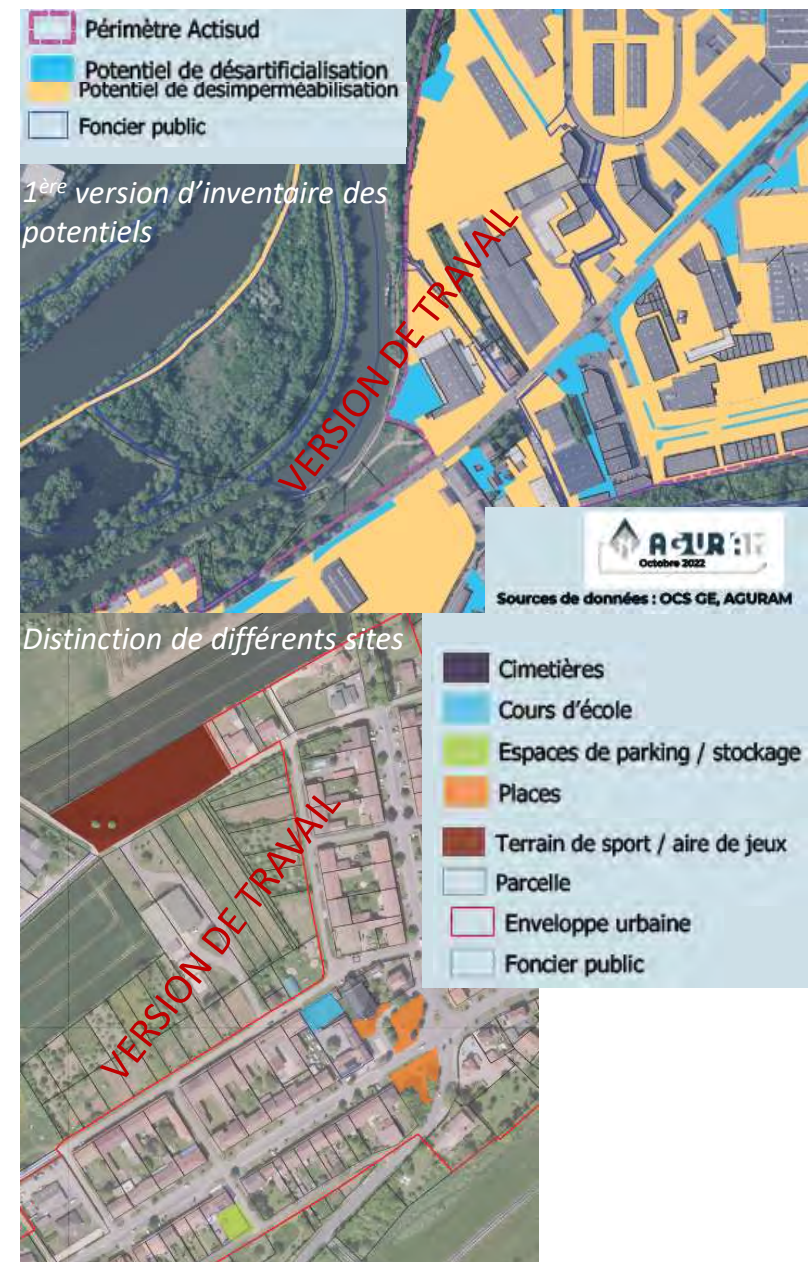 Périmètre Actisud
Potentiel de désartificialisation
Potentiel de desimperméabilisation
Foncier public
1ère version d'inventaire des
potentiels
VERSION DE TRAVAIL
Octobre 2022
Sources de données : OCS GE, AGURAM
Distinction de différents sites
Cimetières
Cours d'école
Espaces de parking / stockage
Places
Terrain de sport / aire de jeux
Parcelle
Enveloppe urbaine
Foncier public
VERSION DE TRAVAIL